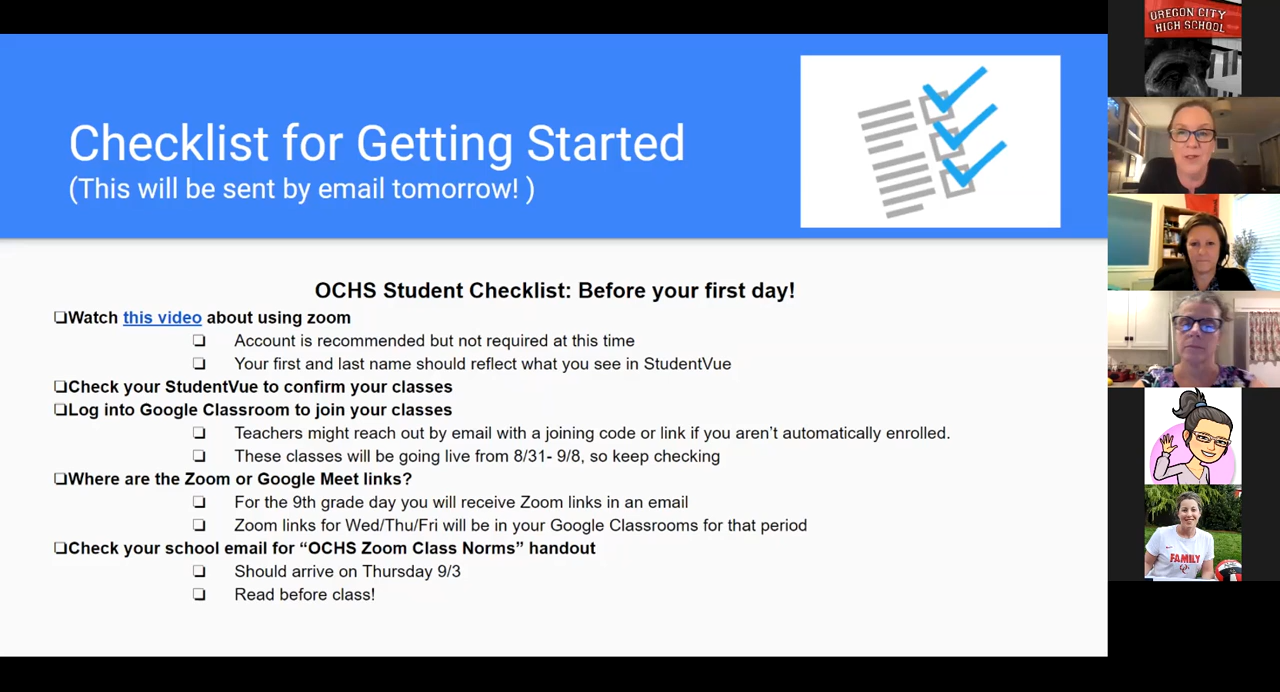 Checklist for Getting Started
(This will be sent by email tomorrow! )
OCHS Student Checklist: Before your first day!
❏Watch this video about using zoom
❏ Account is recommended but not required at this time
❏ Your first and last name should reflect what you see in StudentVue
❏Check your StudentVue to confirm your classes
❏Log into Google Classroom to join your classes
❏ Teachers might reach out by email with a joining code or link if you aren’t automatically enrolled.
❏ These classes will be going live from 8/31- 9/8, so keep checking
❏Where are the Zoom or Google Meet links?
❏ For the 9th grade day you will receive Zoom links in an email
❏ Zoom links for Wed/Thu/Fri will be in your Google Classrooms for that period
❏Check your school email for “OCHS Zoom Class Norms” handout
❏ Should arrive on Thursday 9/3
❏ Read before class!
OREGON CITY
HIGH SCHOOL
FAMILY